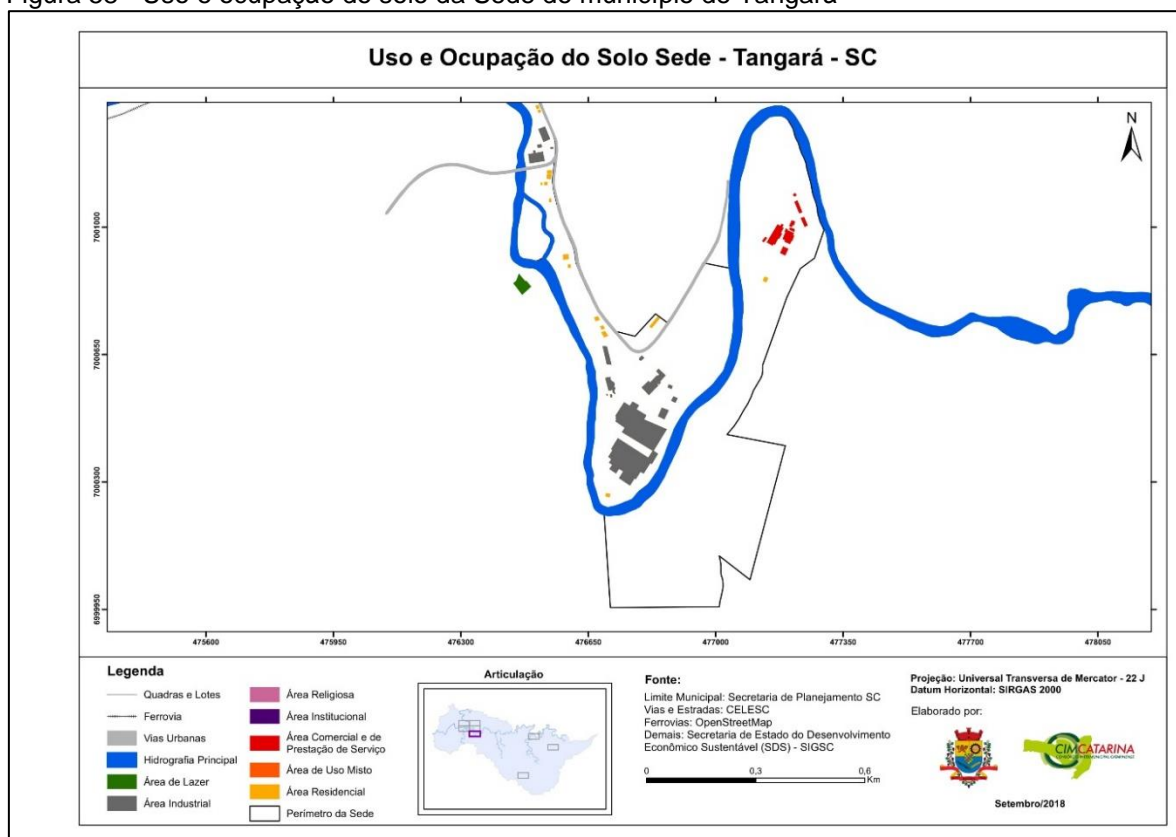 Figura 38 - Uso e ocupação do solo da Sede do município de Tangará
Uso e Ocupação do Solo Sede - Tangará - SC
N
7001000
7000650
7000300
6999950
475600
475950
476300
476650
477000
477350
477700
478050
Legenda
Quadras e Lotes
Ferrovia
Vias Urbanas
Hidrografia Principal
Área de Lazer
Área Industrial
Área Religiosa
Área Institucional
Área Comercial e de
Prestação de Serviço
Área de Uso Misto
Área Residencial
Perímetro da Sede
Articulação
Fonte:
Limite Municipal: Secretaria de Planejamento SC
Vias e Estradas: CELESC
Ferrovias: OpenStreetMap
Demais: Secretaria de Estado do Desenvolvimento
Econômico Sustentável (SDS) - SIGSC
0
0,3
0,6
Km
Projeção: Universal Transversa de Mercator - 22 J
Datum Horizontal: SIRGAS 2000
Elaborado por:
CIMCATARINA
Setembro/2018